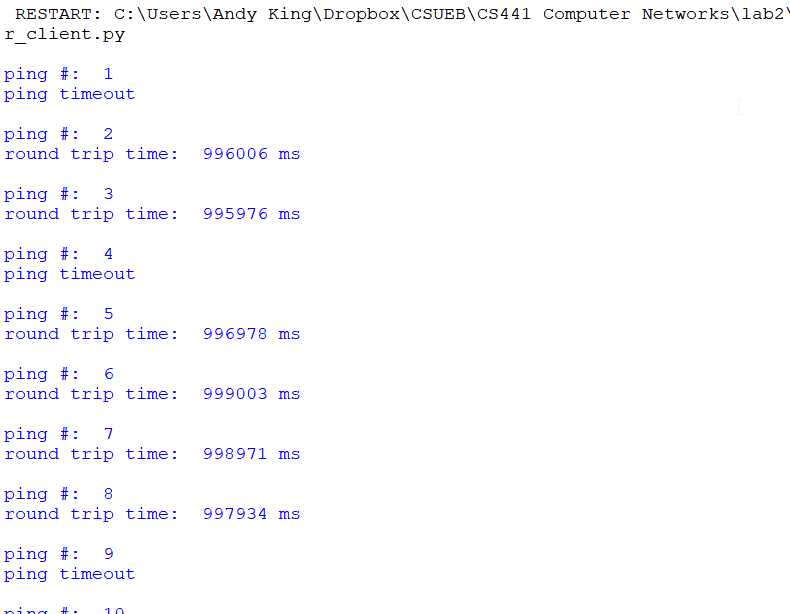 RESTART: C:\Users\Andy King\Dropbox\CSUEB\CS441 Computer Networks\lab2\
r_client.py
ping #:  1
ping timeout
ping #:  2
round trip time:  996006 ms
ping #:  3
round trip time:  995976 ms
ping #:  4
ping timeout
ping #:  5
round trip time:  996978 ms
ping #:  6
round trip time:  999003 ms
ping #:  7
round trip time:  998971 ms
ping #:  8
round trip time:  997934 ms
ping #:  9
ping timeout
ping #:  10